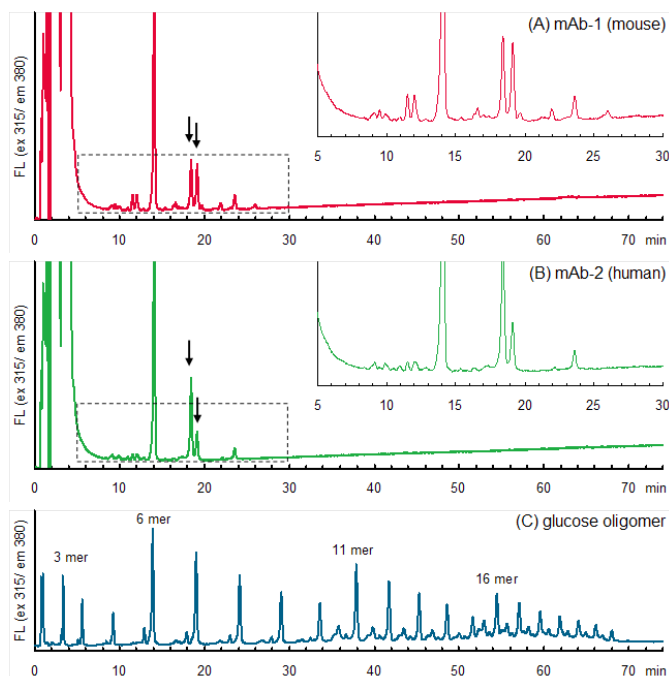 (A) mAb-1 (mouse)
FL (ex 315/ em 380)
5 10 15 20 25 30
0 10 20 30 40 50 60 70 min
(B) mAb-2 (human)
FL (ex 315/ em 380)
5 10 15 20 25 30
0 10 20 30 40 50 60 70 min
(C) glucose oligomer
FL (ex 315/ em 380)
3 mer
6 mer
11 mer
16 mer
0 10 20 30 40 50 60 70 min